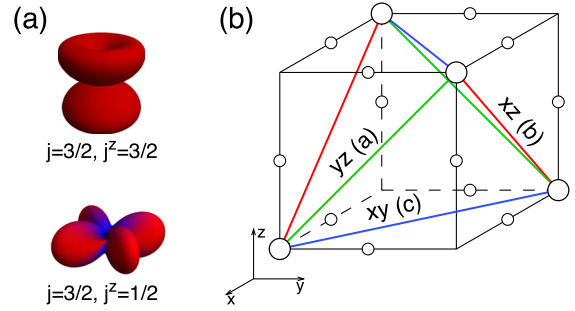 (a)
j=3/2, j^z=3/2
j=3/2, j^z=1/2
(b)
yz (a)
xz (b)
xy (c)
z
x
y